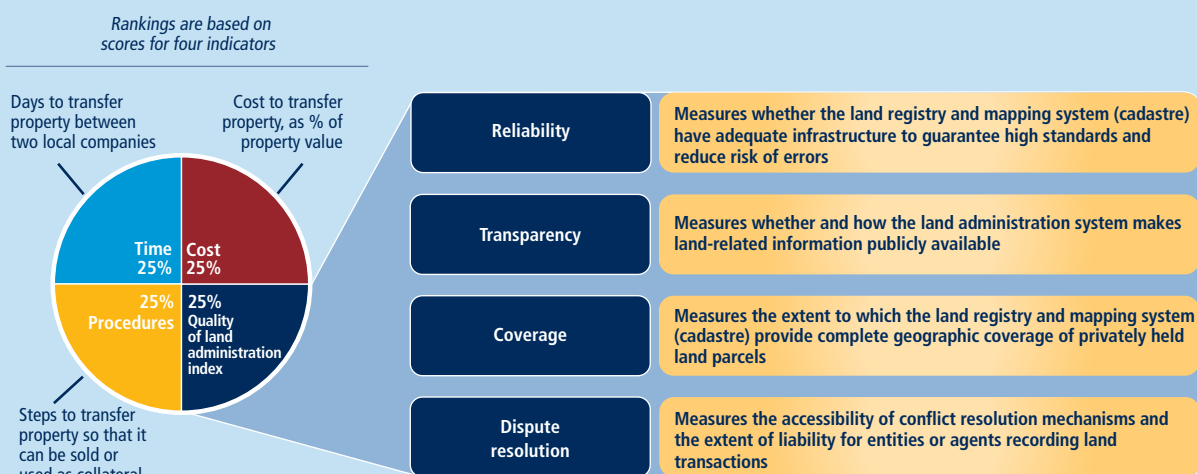 Rankings are based on
scores for four indicators
Days to transfer
property between
two local companies
Cost to transfer
property, as % of
property value
Time
25%
Cost
25%
25%
Procedures
25%
Quality
of land
administration
index
Steps to transfer
property so that it
can be sold or
used as collateral
Reliability
Measures whether the land registry and mapping system (cadastre)
have adequate infrastructure to guarantee high standards and
reduce risk of errors
Transparency
Measures whether and how the land administration system makes
land-related information publicly available
Coverage
Measures the extent to which the land registry and mapping system
(cadastre) provide complete geographic coverage of privately held
land parcels
Dispute
resolution
Measures the accessibility of conflict resolution mechanisms and
the extent of liability for entities or agents recording land
transactions